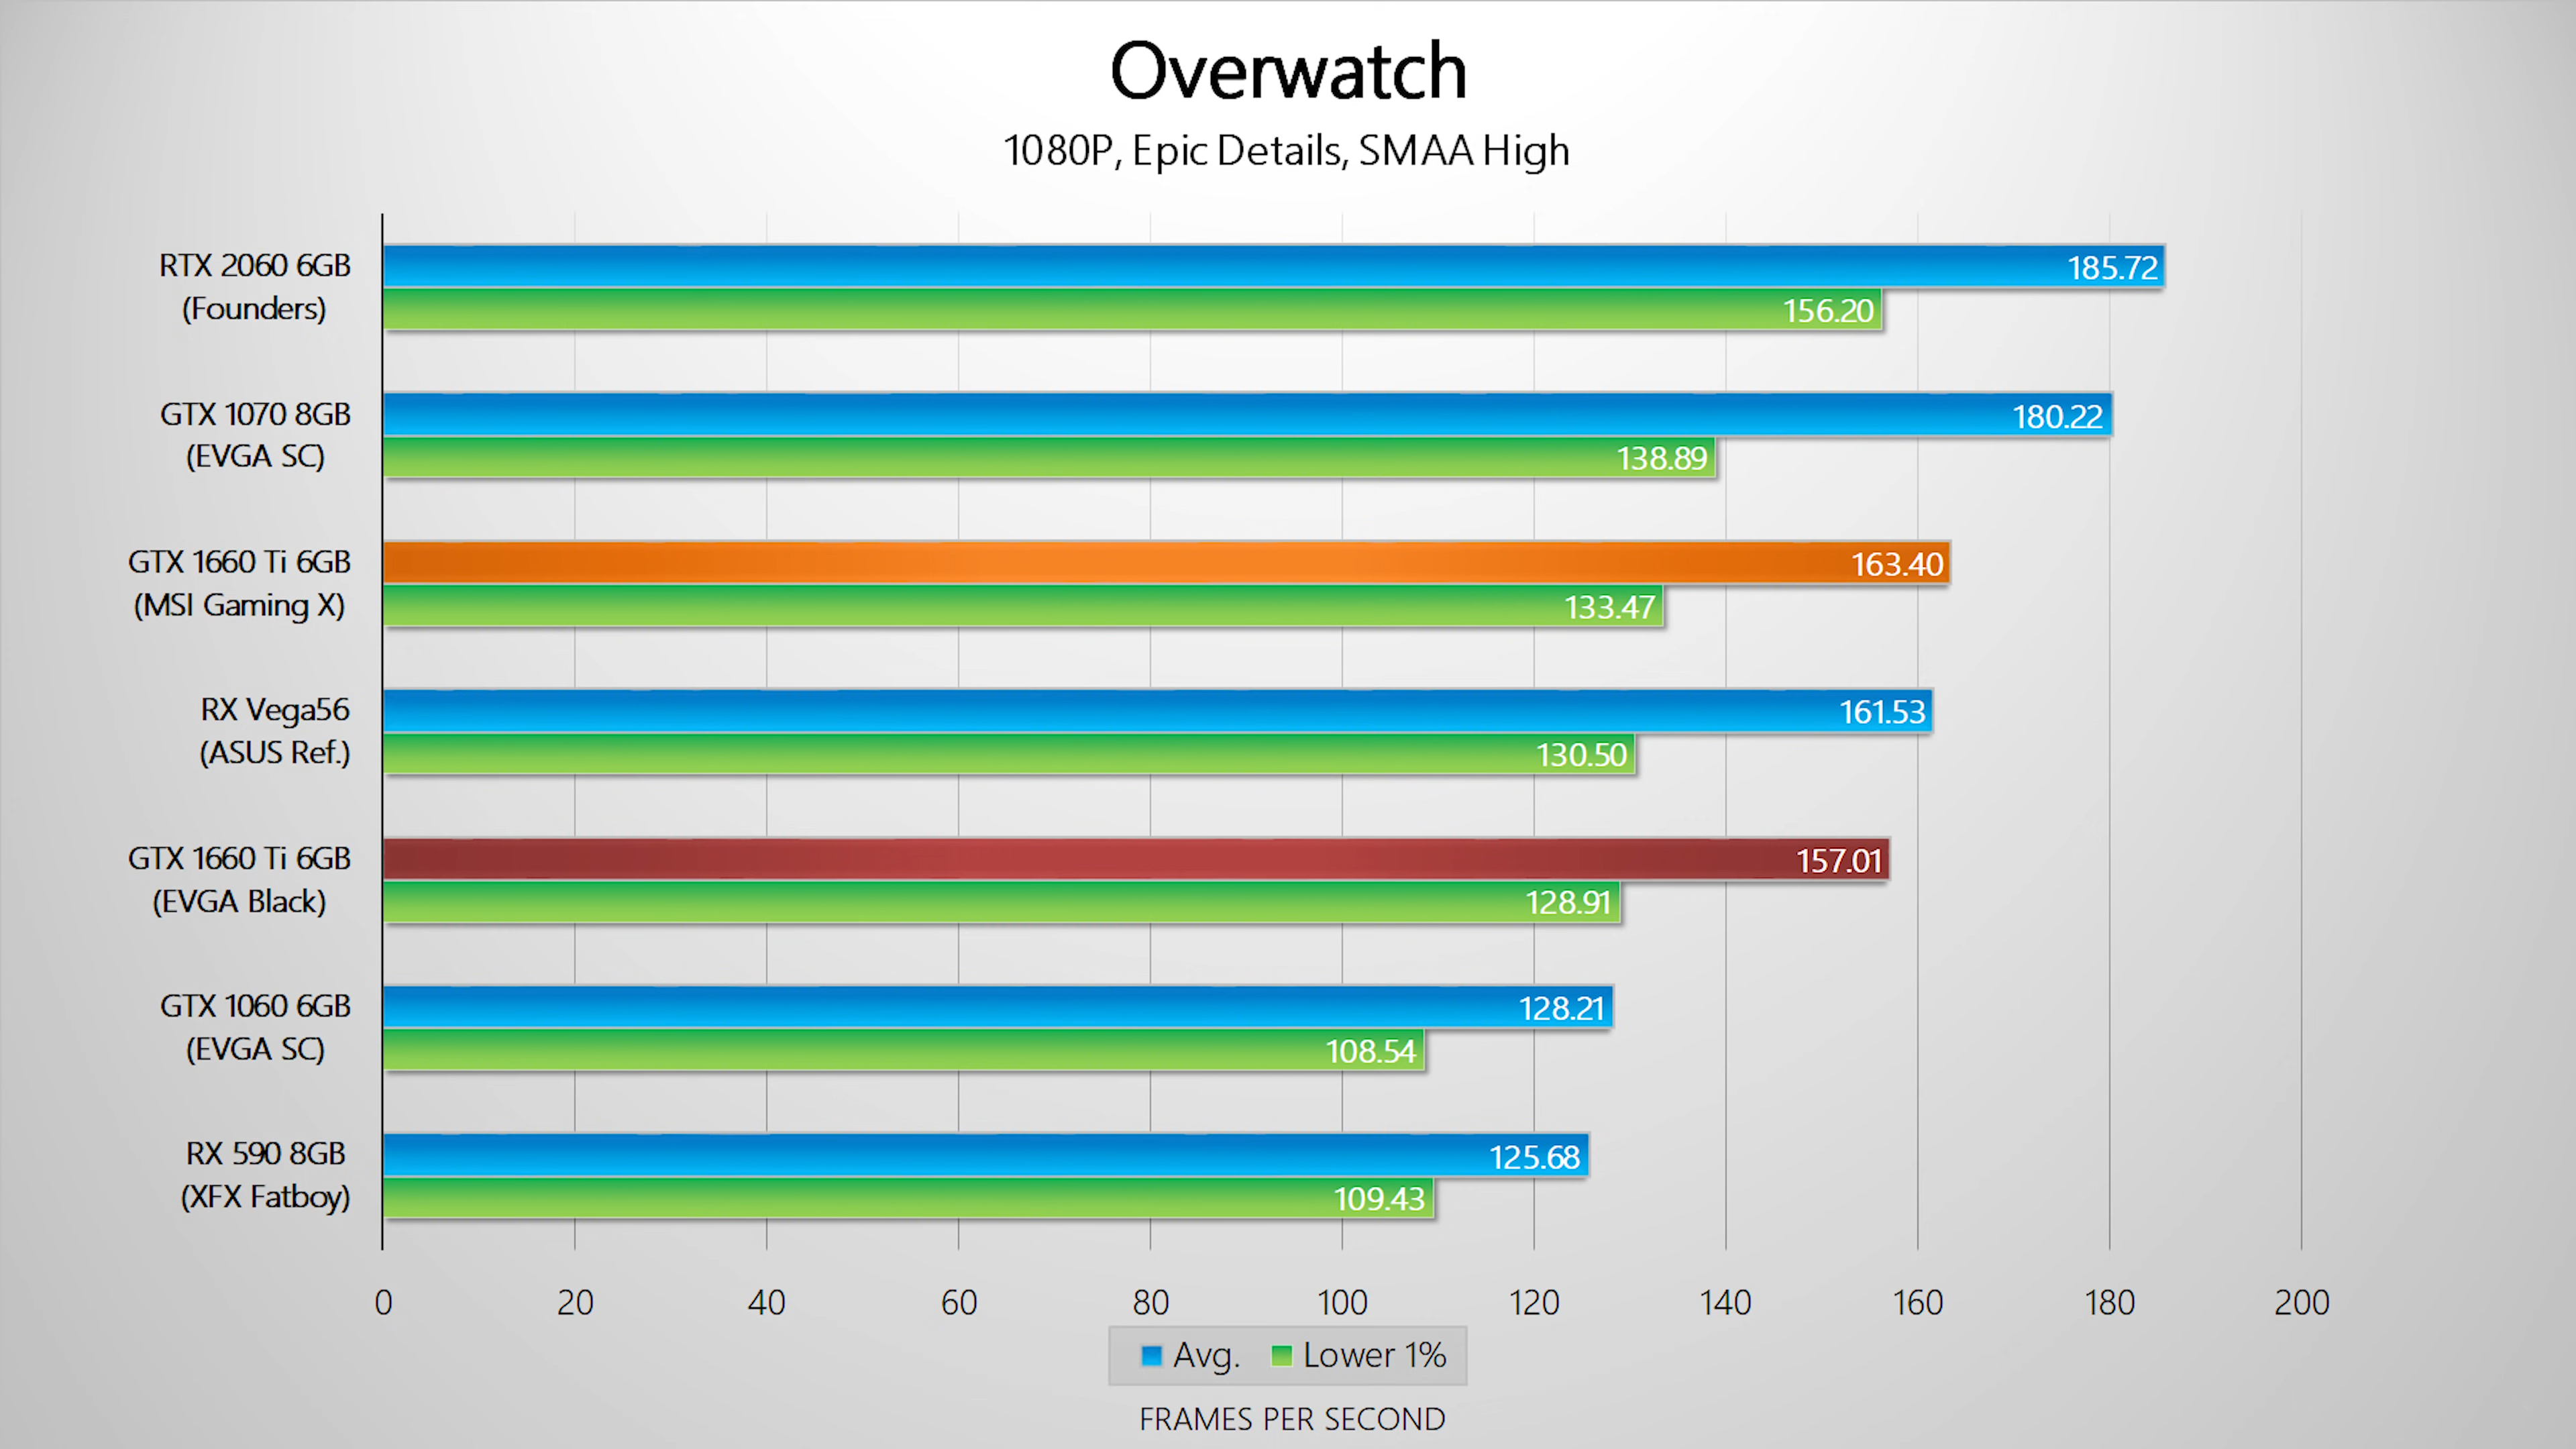 Overwatch
1080P, Epic Details, SMAA High
RTX 2060 6GB
(Founders)
185.72
156.20
GTX 1070 8GB
(EVGA SC)
180.22
138.89
GTX 1660 Ti 6GB
(MSI Gaming X)
163.40
133.47
RX Vega56
(ASUS Ref.)
161.53
130.50
GTX 1660 Ti 6GB
(EVGA Black)
157.01
128.91
GTX 1060 6GB
(EVGA SC)
128.21
108.54
RX 590 8GB
(XFX Fatboy)
125.68
109.43
0 20 40 60 80 100 120 140 160 180 200
Avg. Lower 1%
FRAMES PER SECOND